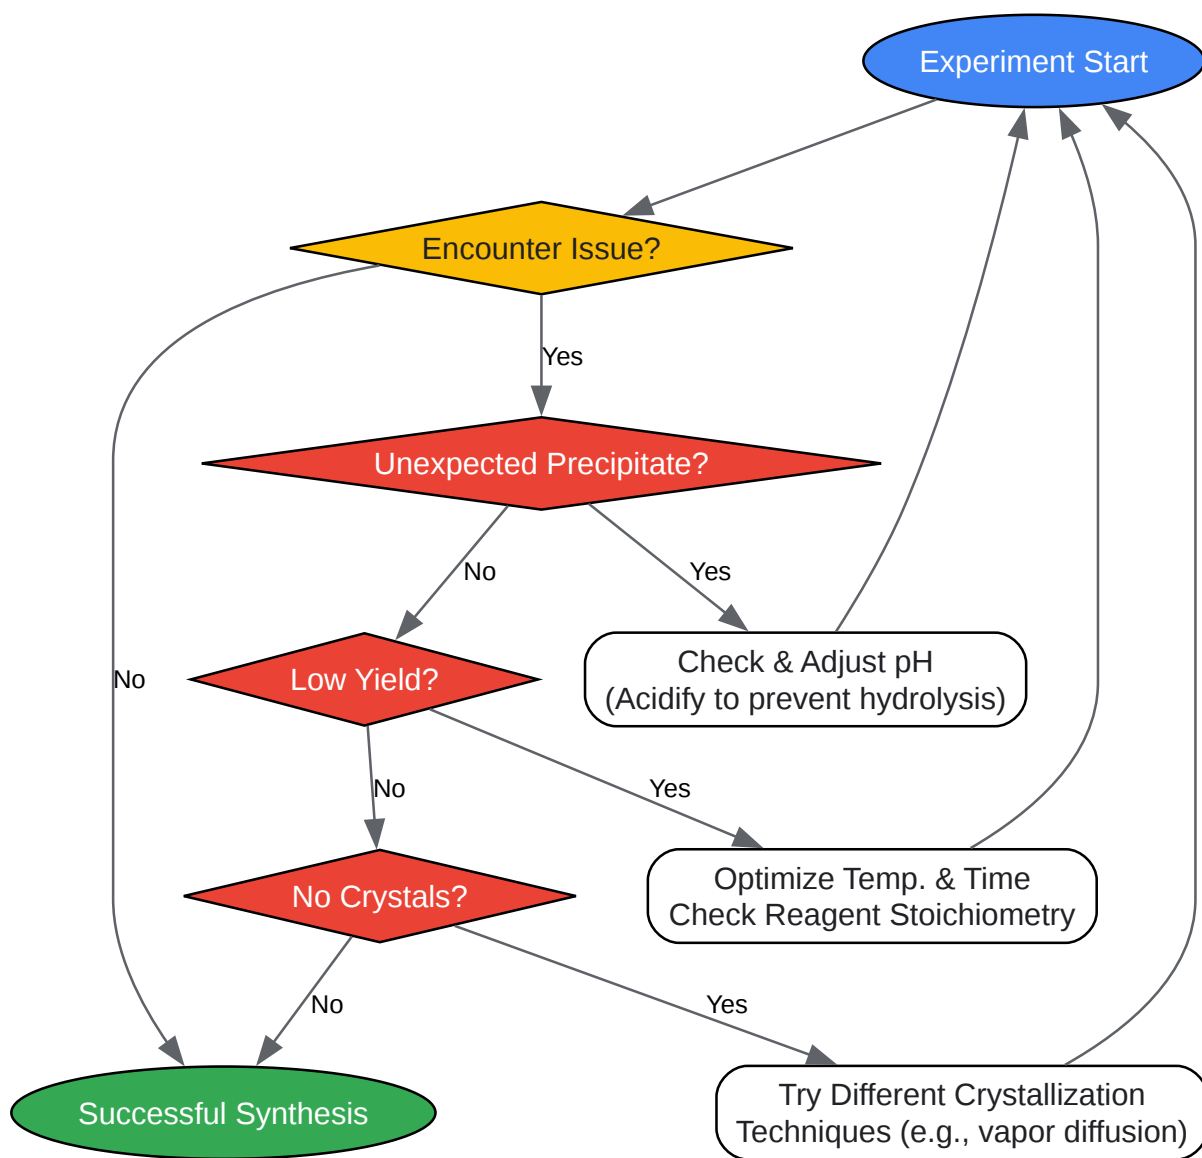 Experiment Start
Encounter Issue?
Yes
Unexpected Precipitate?
No
Yes
No
Low Yield?
Check & Adjust pH
(Acidify to prevent hydrolysis)
No
Yes
No Crystals?
Optimize Temp. & Time
Check Reagent Stoichiometry
No
Yes
Successful Synthesis
Try Different Crystallization
Techniques (e.g., vapor diffusion)